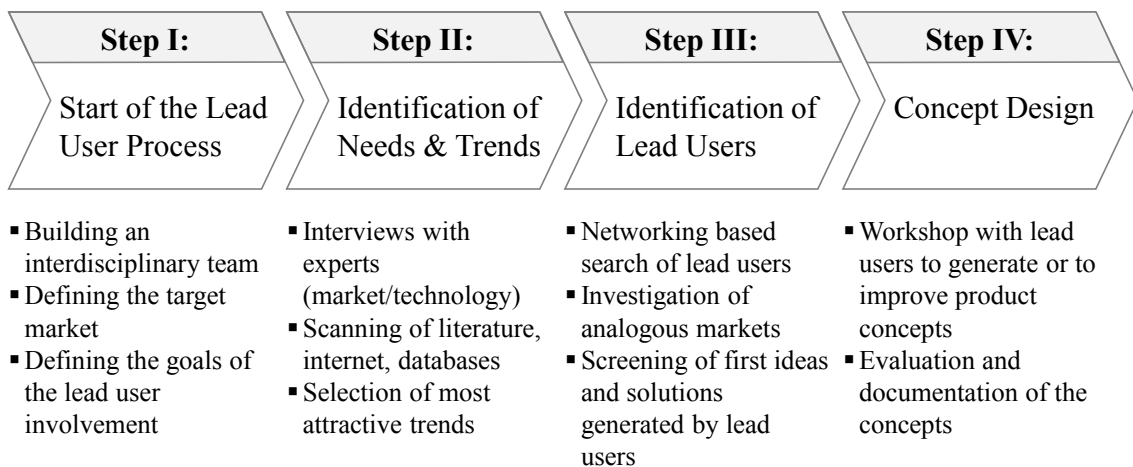 Step I:
Start of the Lead
User Process
▪ Building an
interdisciplinary team
▪ Defining the target
market
▪ Defining the goals of
the lead user
involvement
Step II:
Identification of
Needs & Trends
▪ Interviews with
experts
(market/technology)
▪ Scanning of literature,
internet, databases
▪ Selection of most
attractive trends
Step III:
Identification of
Lead Users
▪ Networking based
search of lead users
▪ Investigation of
analogous markets
▪ Screening of first ideas
and solutions
generated by lead
users
Step IV:
Concept Design
▪ Workshop with lead
users to generate or to
improve product
concepts
▪ Evaluation and
documentation of the
concepts